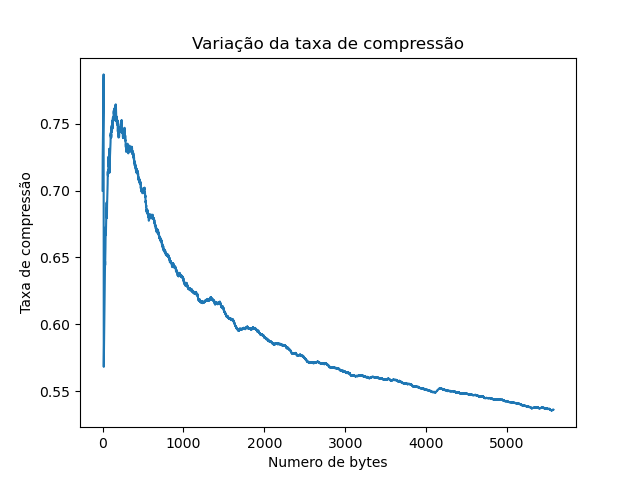 Variação da taxa de compressão
Taxa de compressão
0.75
0.70
0.65
0.60
0.55
0 1000 2000 3000 4000 5000
Numero de bytes